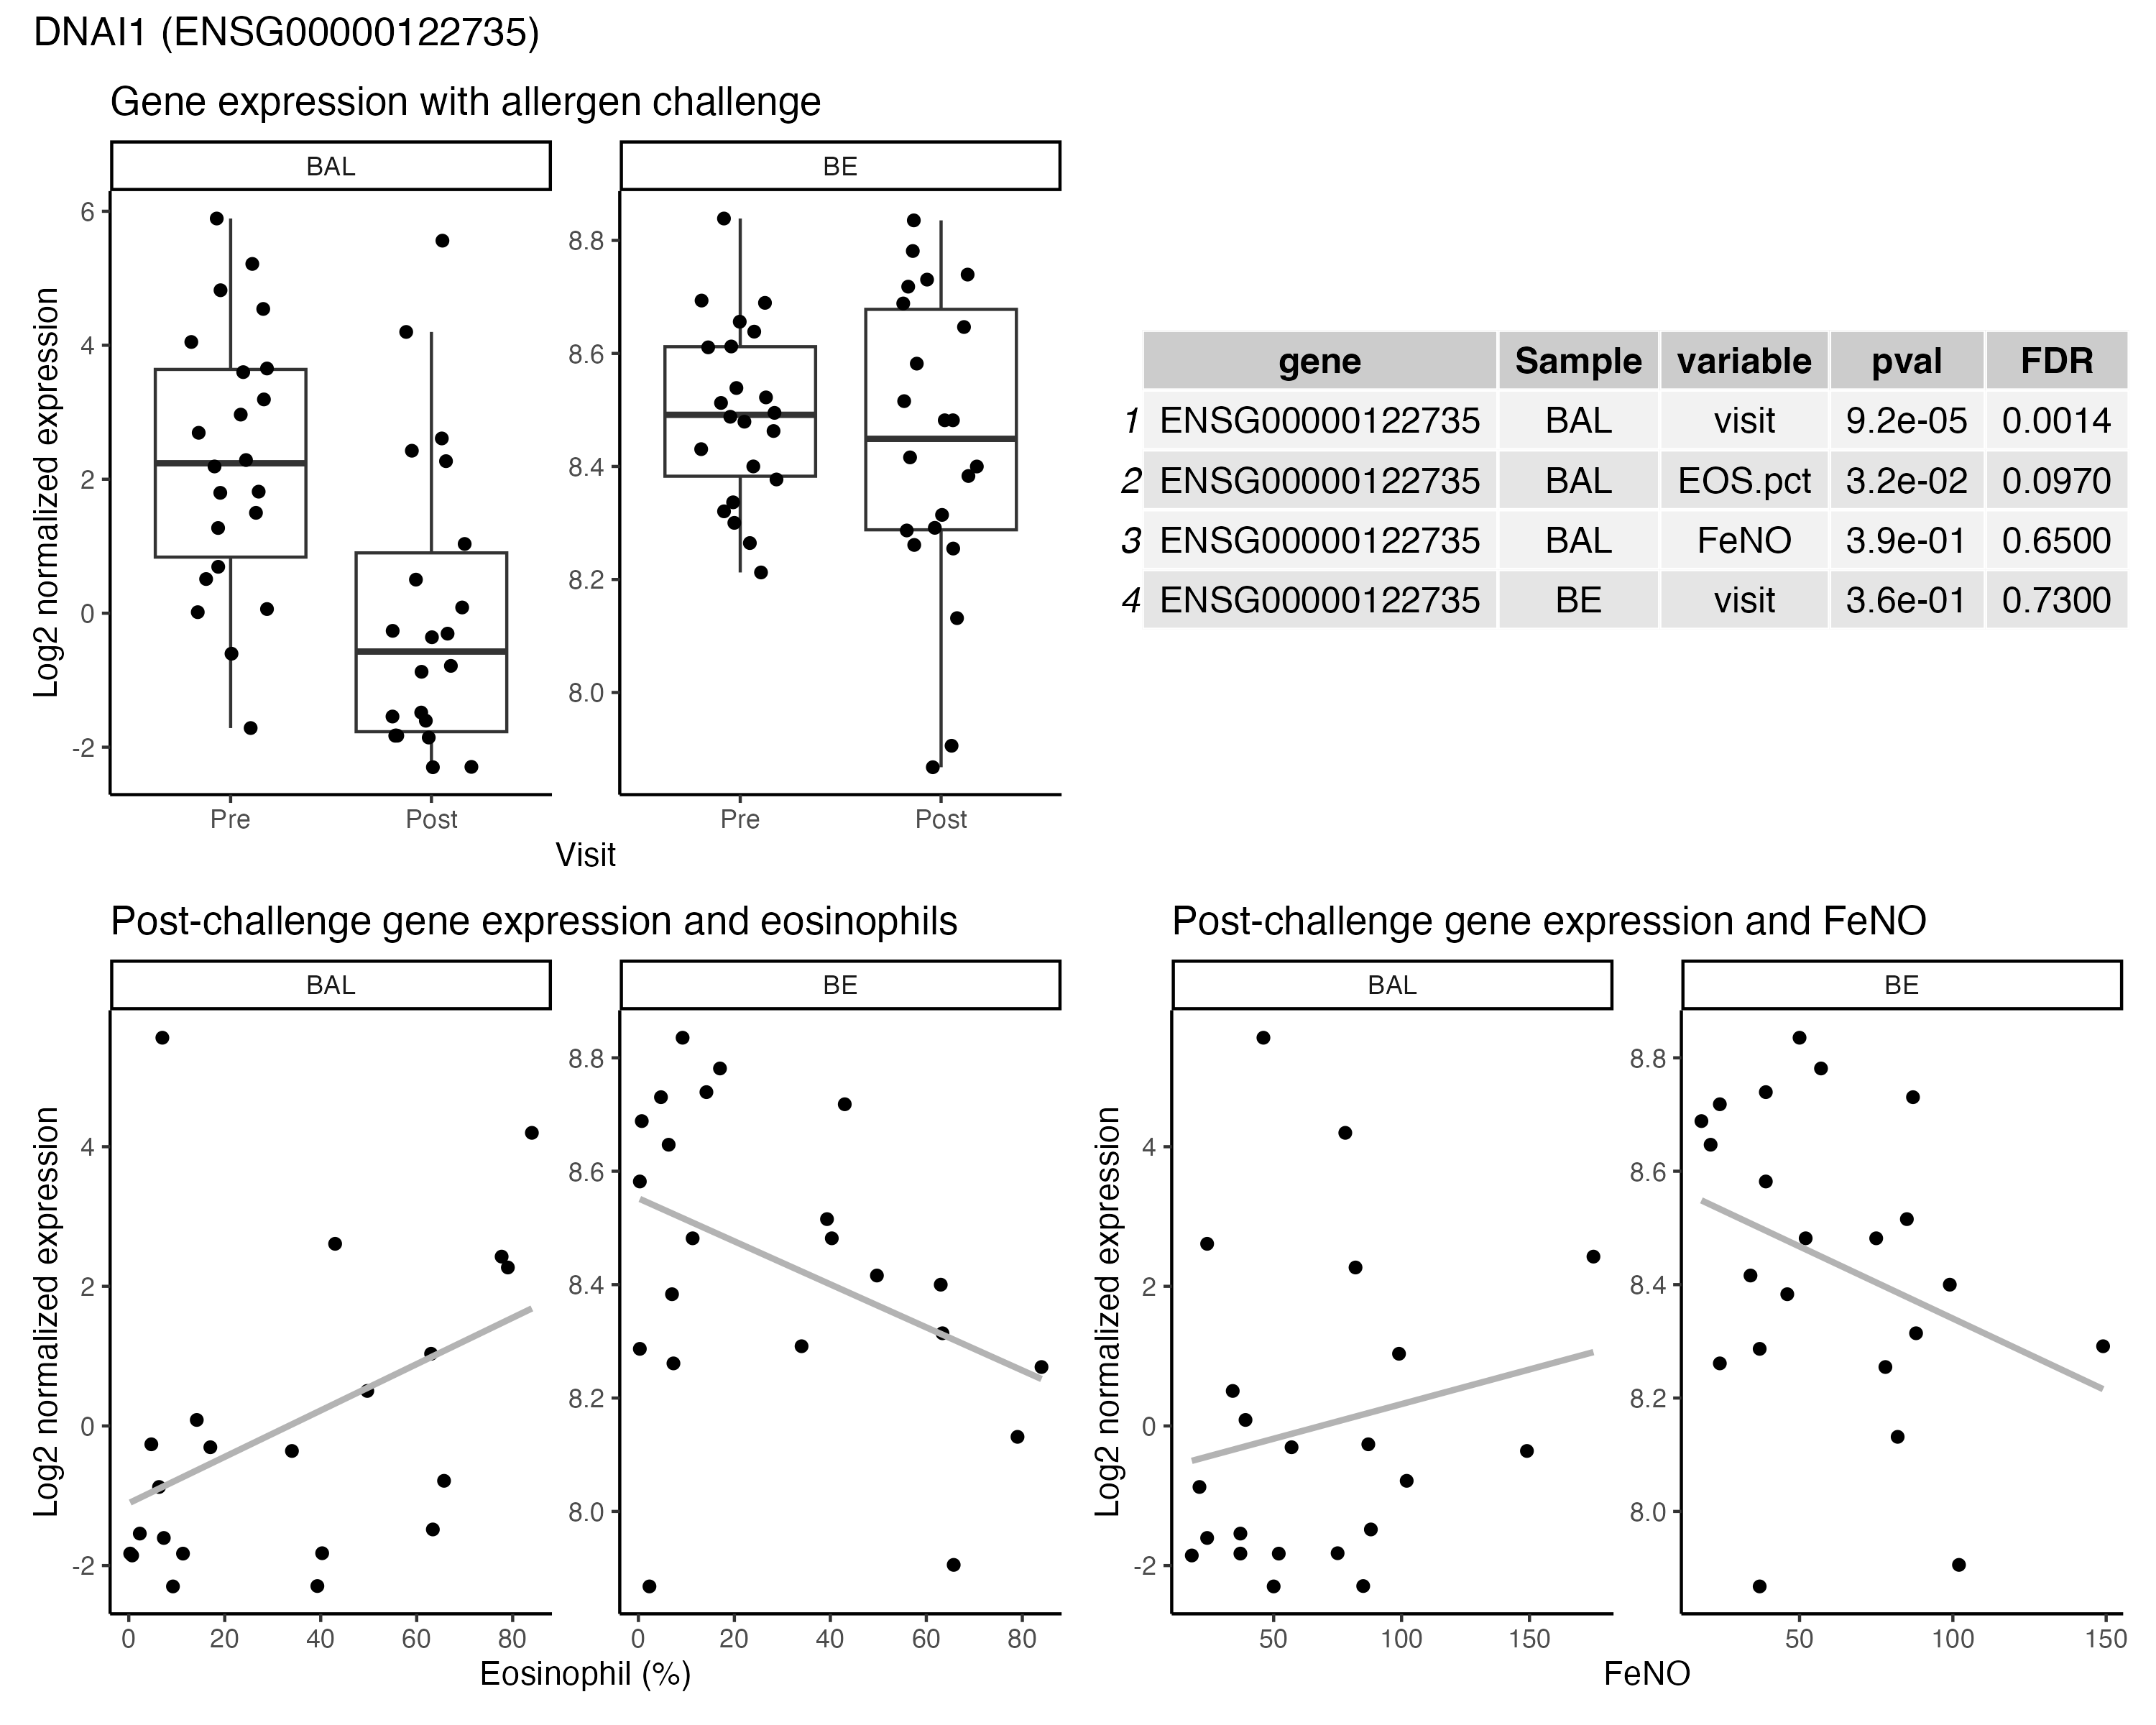 DNAI1 (ENSG00000122735)
Gene expression with allergen challenge
BAL
BE
Log2 normalized expression
6
4
2
0
-2
8.8
8.6
8.4
8.2
8.0
Pre
Post
Pre
Post
Visit
gene Sample variable pval FDR
1 ENSG00000122735 BAL visit 9.2e-05 0.0014
2 ENSG00000122735 BAL EOS.pct 3.2e-02 0.0970
3 ENSG00000122735 BAL FeNO 3.9e-01 0.6500
4 ENSG00000122735 BE visit 3.6e-01 0.7300
Post-challenge gene expression and eosinophils
BAL
BE
Log2 normalized expression
4
2
0
-2
8.8
8.6
8.4
8.2
8.0
0 20 40 60 80
0 20 40 60 80
Eosinophil (%)
Post-challenge gene expression and FeNO
BAL
BE
Log2 normalized expression
4
2
0
-2
8.8
8.6
8.4
8.2
8.0
50 100 150
50 100 150
FeNO